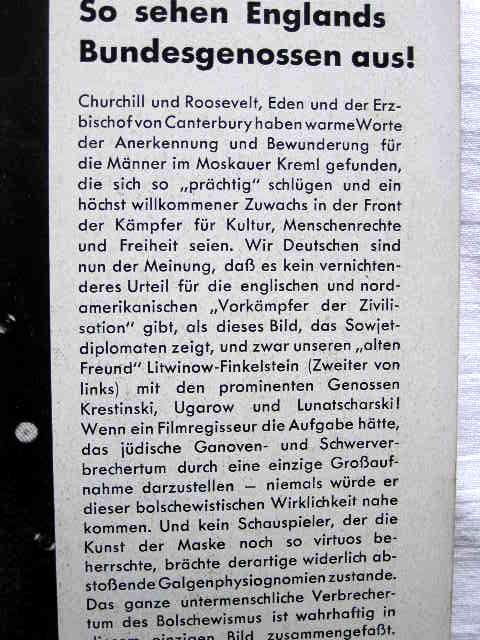 So sehen Englands
Bundesgenossen aus!
Churchill und Roosevelt, Eden und der Erz-
bischof von Canterbury haben warme Worte
der Anerkennung und Bewunderung für
die Männer im Moskauer Kreml gefunden,
die sich so „prächtig“ schlügen und ein
höchst willkommener Zuwachs in der Front
der Kämpfer für Kultur, Menschenrechte
und Freiheit seien. Wir Deutschen sind
nun der Meinung, daß es kein vernichten-
deres Urteil für die englischen und nord-
amerikanischen „Vorkämpfer der Zivili-
sation“ gibt, als dieses Bild, das Sowjet-
diplomaten zeigt, und zwar unseren „alten
Freund“ Litwinow-Finkelstein (Zweiter von
links) mit den prominenten Genossen
Krestinski, Ugarow und Lunatscharski!
Wenn ein Filmregisseur die Aufgabe hätte,
das jüdische Ganoven- und Schwerver-
brechertum durch eine einzige Großauf-
nahme darzustellen — niemals würde er
dieser bolschewistischen Wirklichkeit nahe
kommen. Und kein Schauspieler, der die
Kunst der Maske noch so virtuos be-
herrschte, brächte derartige widerlich ab-
stoßende Galgenphysiognomien zustande.
Das ganze untermenschliche Verbrecher-
tum des Bolschewismus ist wahrhaftig in
diesem einzigen Bild zusammengefaßt.